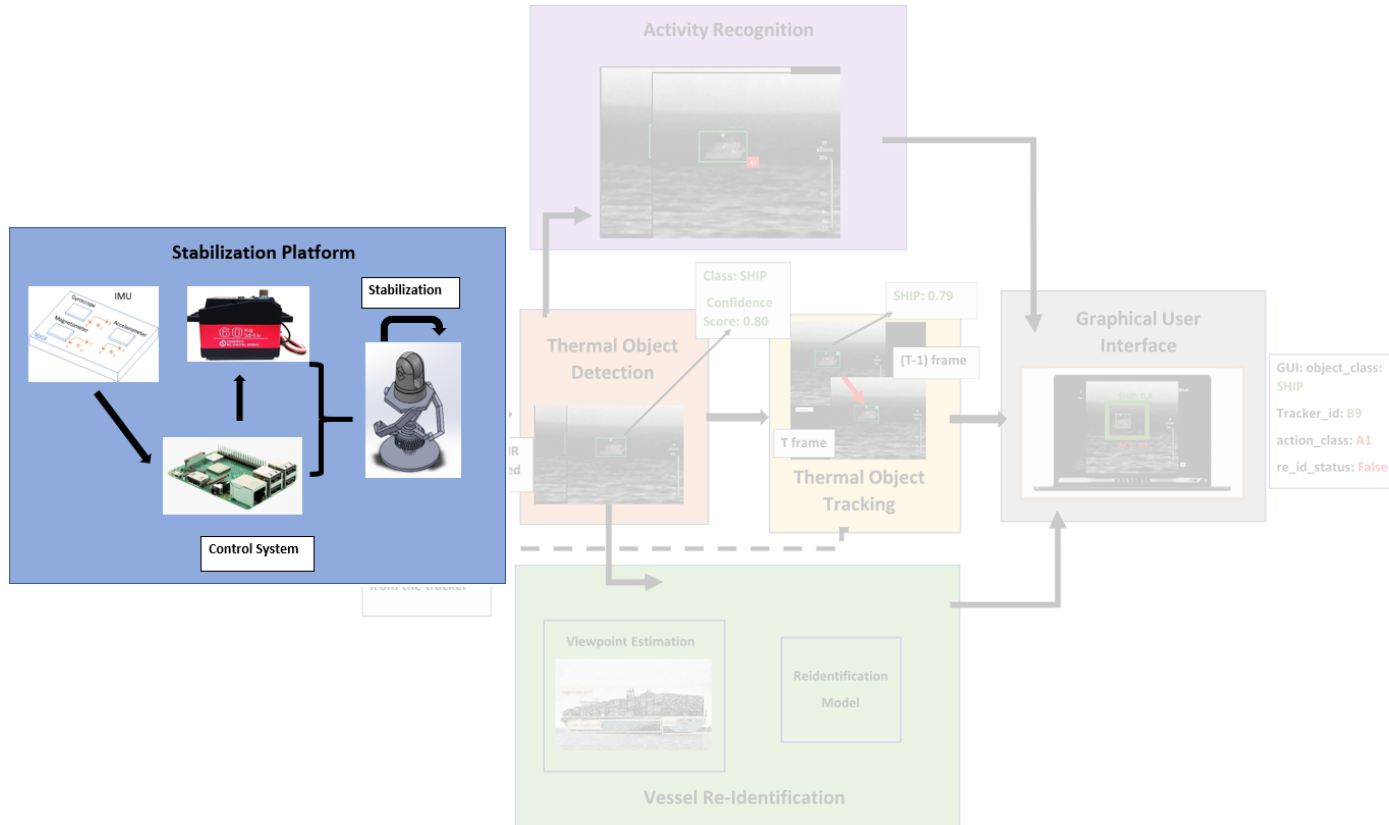 Activity Recognition
Stabilization Platform
IMU
Gyroscope
Accelerometer
Magnetometer
60
Stabilization
Control System
Class: SHIP
Confidence
Score: 0.80
Thermal Object
Detection
SHIP: 0.79
(T-1) frame
T frame
Thermal Object
Tracking
Graphical User
Interface
GUI: object_class:
SHIP
Tracker_id: B9
action_class: A1
re_id_status: False
from the tracker
Viewpoint Estimation
Reidentification
Model
Vessel Re-Identification